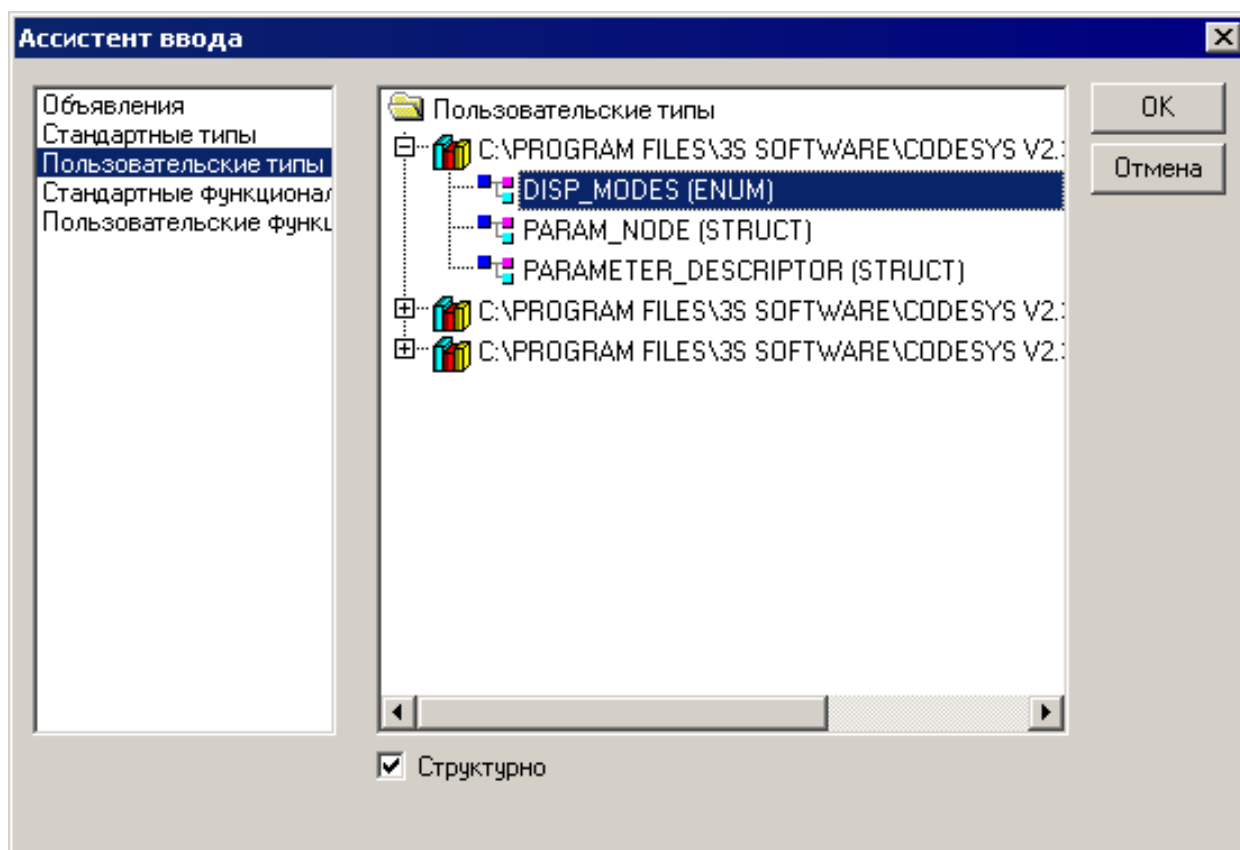 Ассистент ввода
Объявления
Стандартные типы
Пользовательские типы
Стандартные функционал
Пользовательские функц
Пользовательские типы
C:\PROGRAM FILES\3S SOFTWARE\CODESYS V2.
DISP_MODES (ENUM)
PARAM_NODE (STRUCT)
PARAMETER_DESCRIPTOR (STRUCT)
C:\PROGRAM FILES\3S SOFTWARE\CODESYS V2.
C:\PROGRAM FILES\3S SOFTWARE\CODESYS V2.
OK
Отмена
Структурно